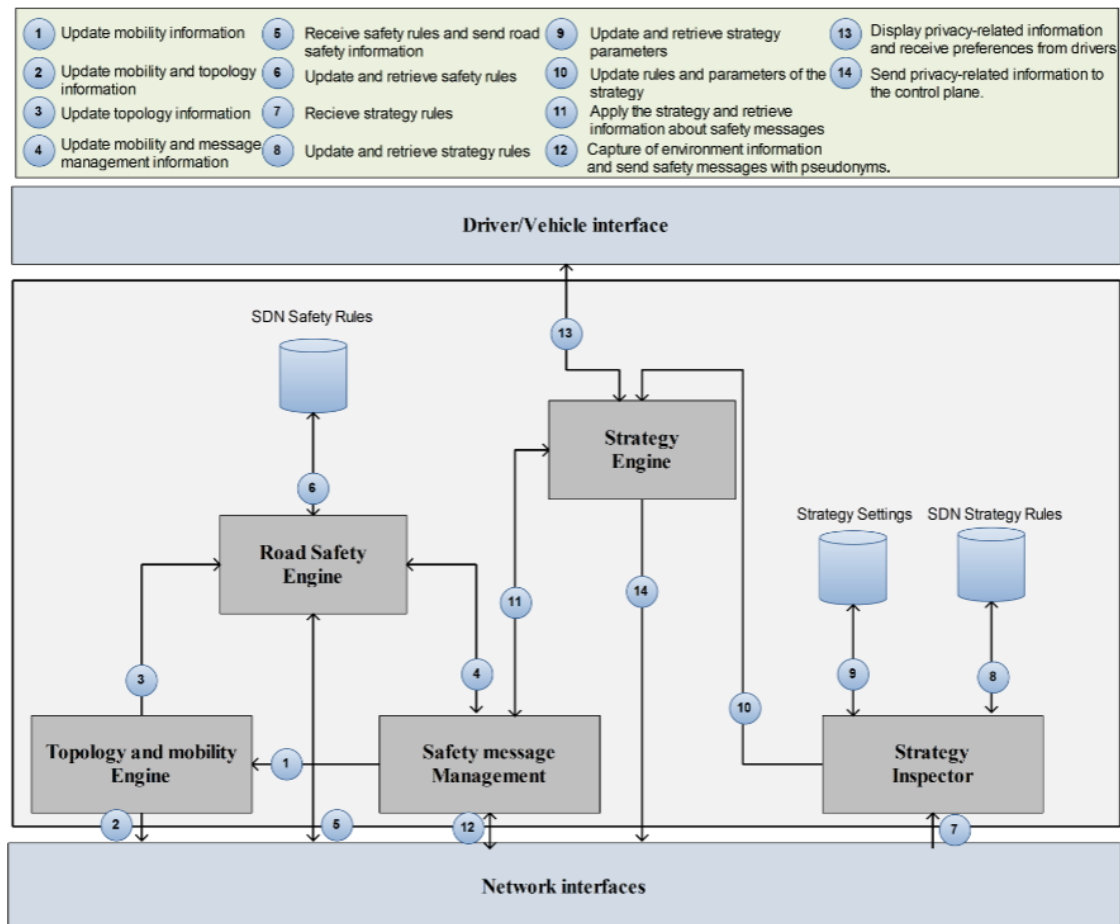 1 Update mobility information
2 Update mobility and topology
information
3 Update topology information
4 Update mobility and message
management information
5 Receive safety rules and send road
safety information
6 Update and retrieve safety rules
7 Recieve strategy rules
8 Update and retrieve strategy rules
9 Update and retrieve strategy
parameters
10 Update rules and parameters of the
strategy
11 Apply the strategy and retrieve
information about safety messages
12 Capture of environment information
and send safety messages with pseudonyms.
13 Display privacy-related information
and receive preferences from drivers
14 Send privacy-related information to
the control plane.
Driver/Vehicle interface
SDN Safety Rules
13
Strategy
Engine
6
Strategy Settings
SDN Strategy Rules
Road Safety
Engine
11
14
3
4
9
8
10
Topology and mobility
Engine
1
Safety message
Management
Strategy
Inspector
2
5
12
7
Network interfaces